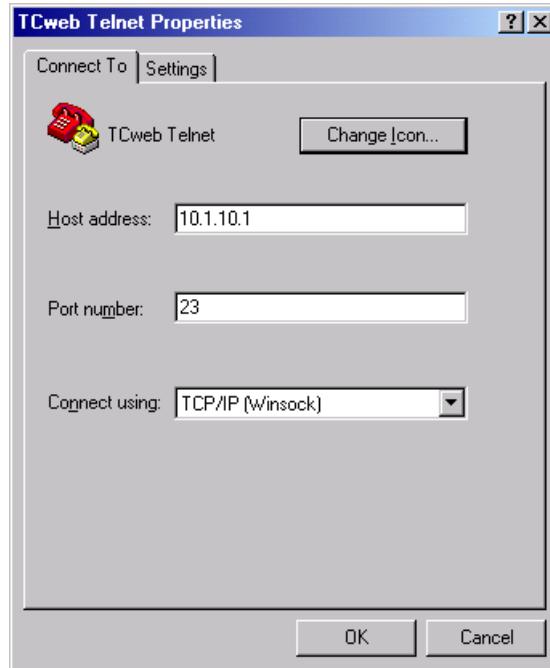 TCweb Telnet Properties
Connect To
Settings
TCweb Telnet
Change Icon...
Host address: 10.1.10.1
Port number: 23
Connect using: TCP/IP (Winsock)
OK
Cancel